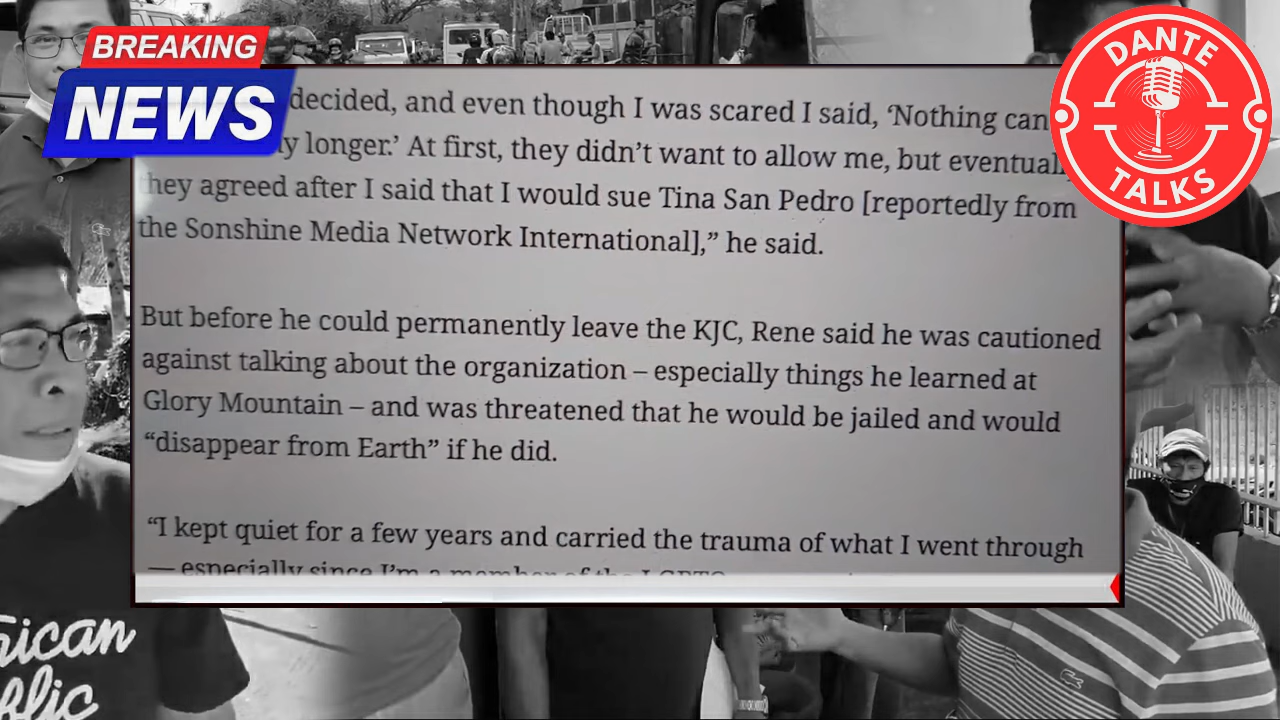 BREAKING
NEWS
DANTE
TALKS
decided, and even though I was scared I said, ‘Nothing can
longer.’ At first, they didn’t want to allow me, but
they agreed after I said that I would sue Tina San Pedro [reportedly from
the Sonshine Media Network International],” he said.
But before he could permanently leave the KJC, Rene said he was cautioned
against talking about the organization – especially things he learned at
Glory Mountain – and was threatened that he would be jailed and would
“disappear from Earth” if he did.
“I kept quiet for a few years and carried the trauma of what I went through
— especially since I’m a member of the